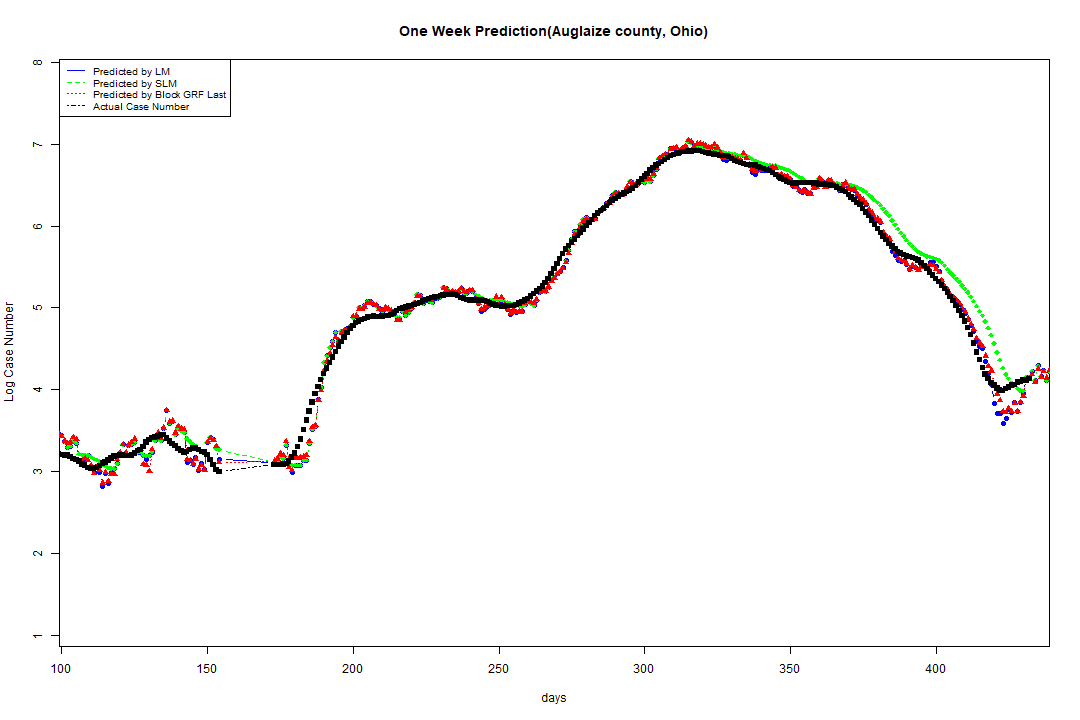 One Week Prediction(Auglaize county, Ohio)
Predicted by LM
Predicted by SLM
Predicted by Block GRF Last
Actual Case Number
Log Case Number
8
7
6
5
4
3
2
1
100 150 200 250 300 350 400
days